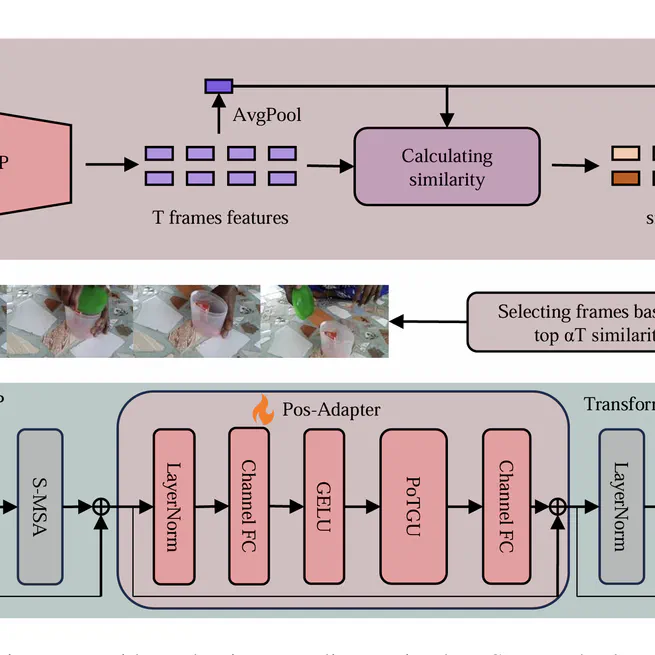 P
AvgPool
Calculating
similarity
T frames features
s
Selecting frames bas
top αT similarit
P
Pos-Adapter
Transfor
S-MSA
LayerNorm
Channel FC
GELU
PoTGU
Channel FC
LayerNorm